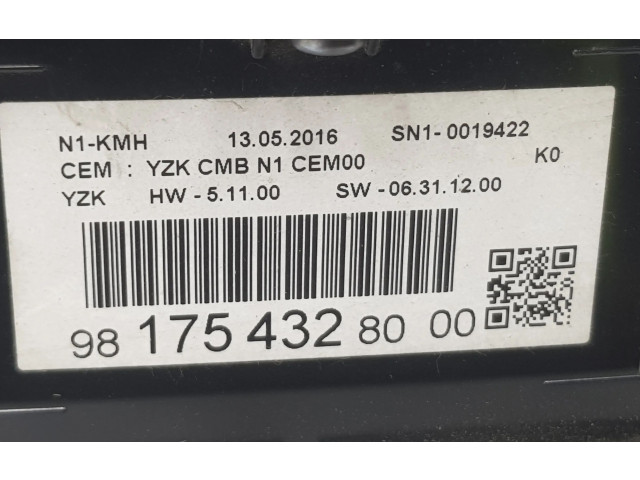 N1-KMH 13.05.2016 SN1-0019422
CEM : YZK CMB N1 CEM00 K0
YZK HW - 5.11.00 SW - 06.31.12.00
98 175 432 80 00